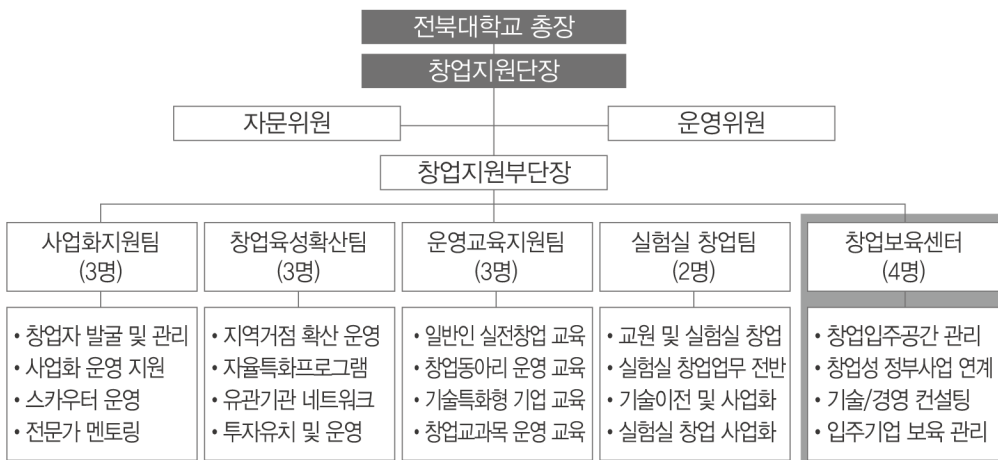 전북대학교 총장
창업지원단장
자문위원
운영위원
창업지원부단장
사업화지원팀
(3명)
창업육성확산팀
(3명)
운영교육지원팀
(3명)
실험실 창업팀
(2명)
창업보육센터
(4명)
• 창업자 발굴 및 관리
• 사업화 운영 지원
• 스카우터 운영
• 전문가 멘토링
• 지역거점 확산 운영
• 자율특화프로그램
• 유관기관 네트워크
• 투자유치 및 운영
• 일반인 실전창업 교육
• 창업동아리 운영 교육
• 기술특화형 기업 교육
• 창업교과목 운영 교육
• 교원 및 실험실 창업
• 실험실 창업업무 전반
• 기술이전 및 사업화
• 실험실 창업 사업화
• 창업입주공간 관리
• 창업성 정부사업 연계
• 기술/경영 컨설팅
• 입주기업 보육 관리